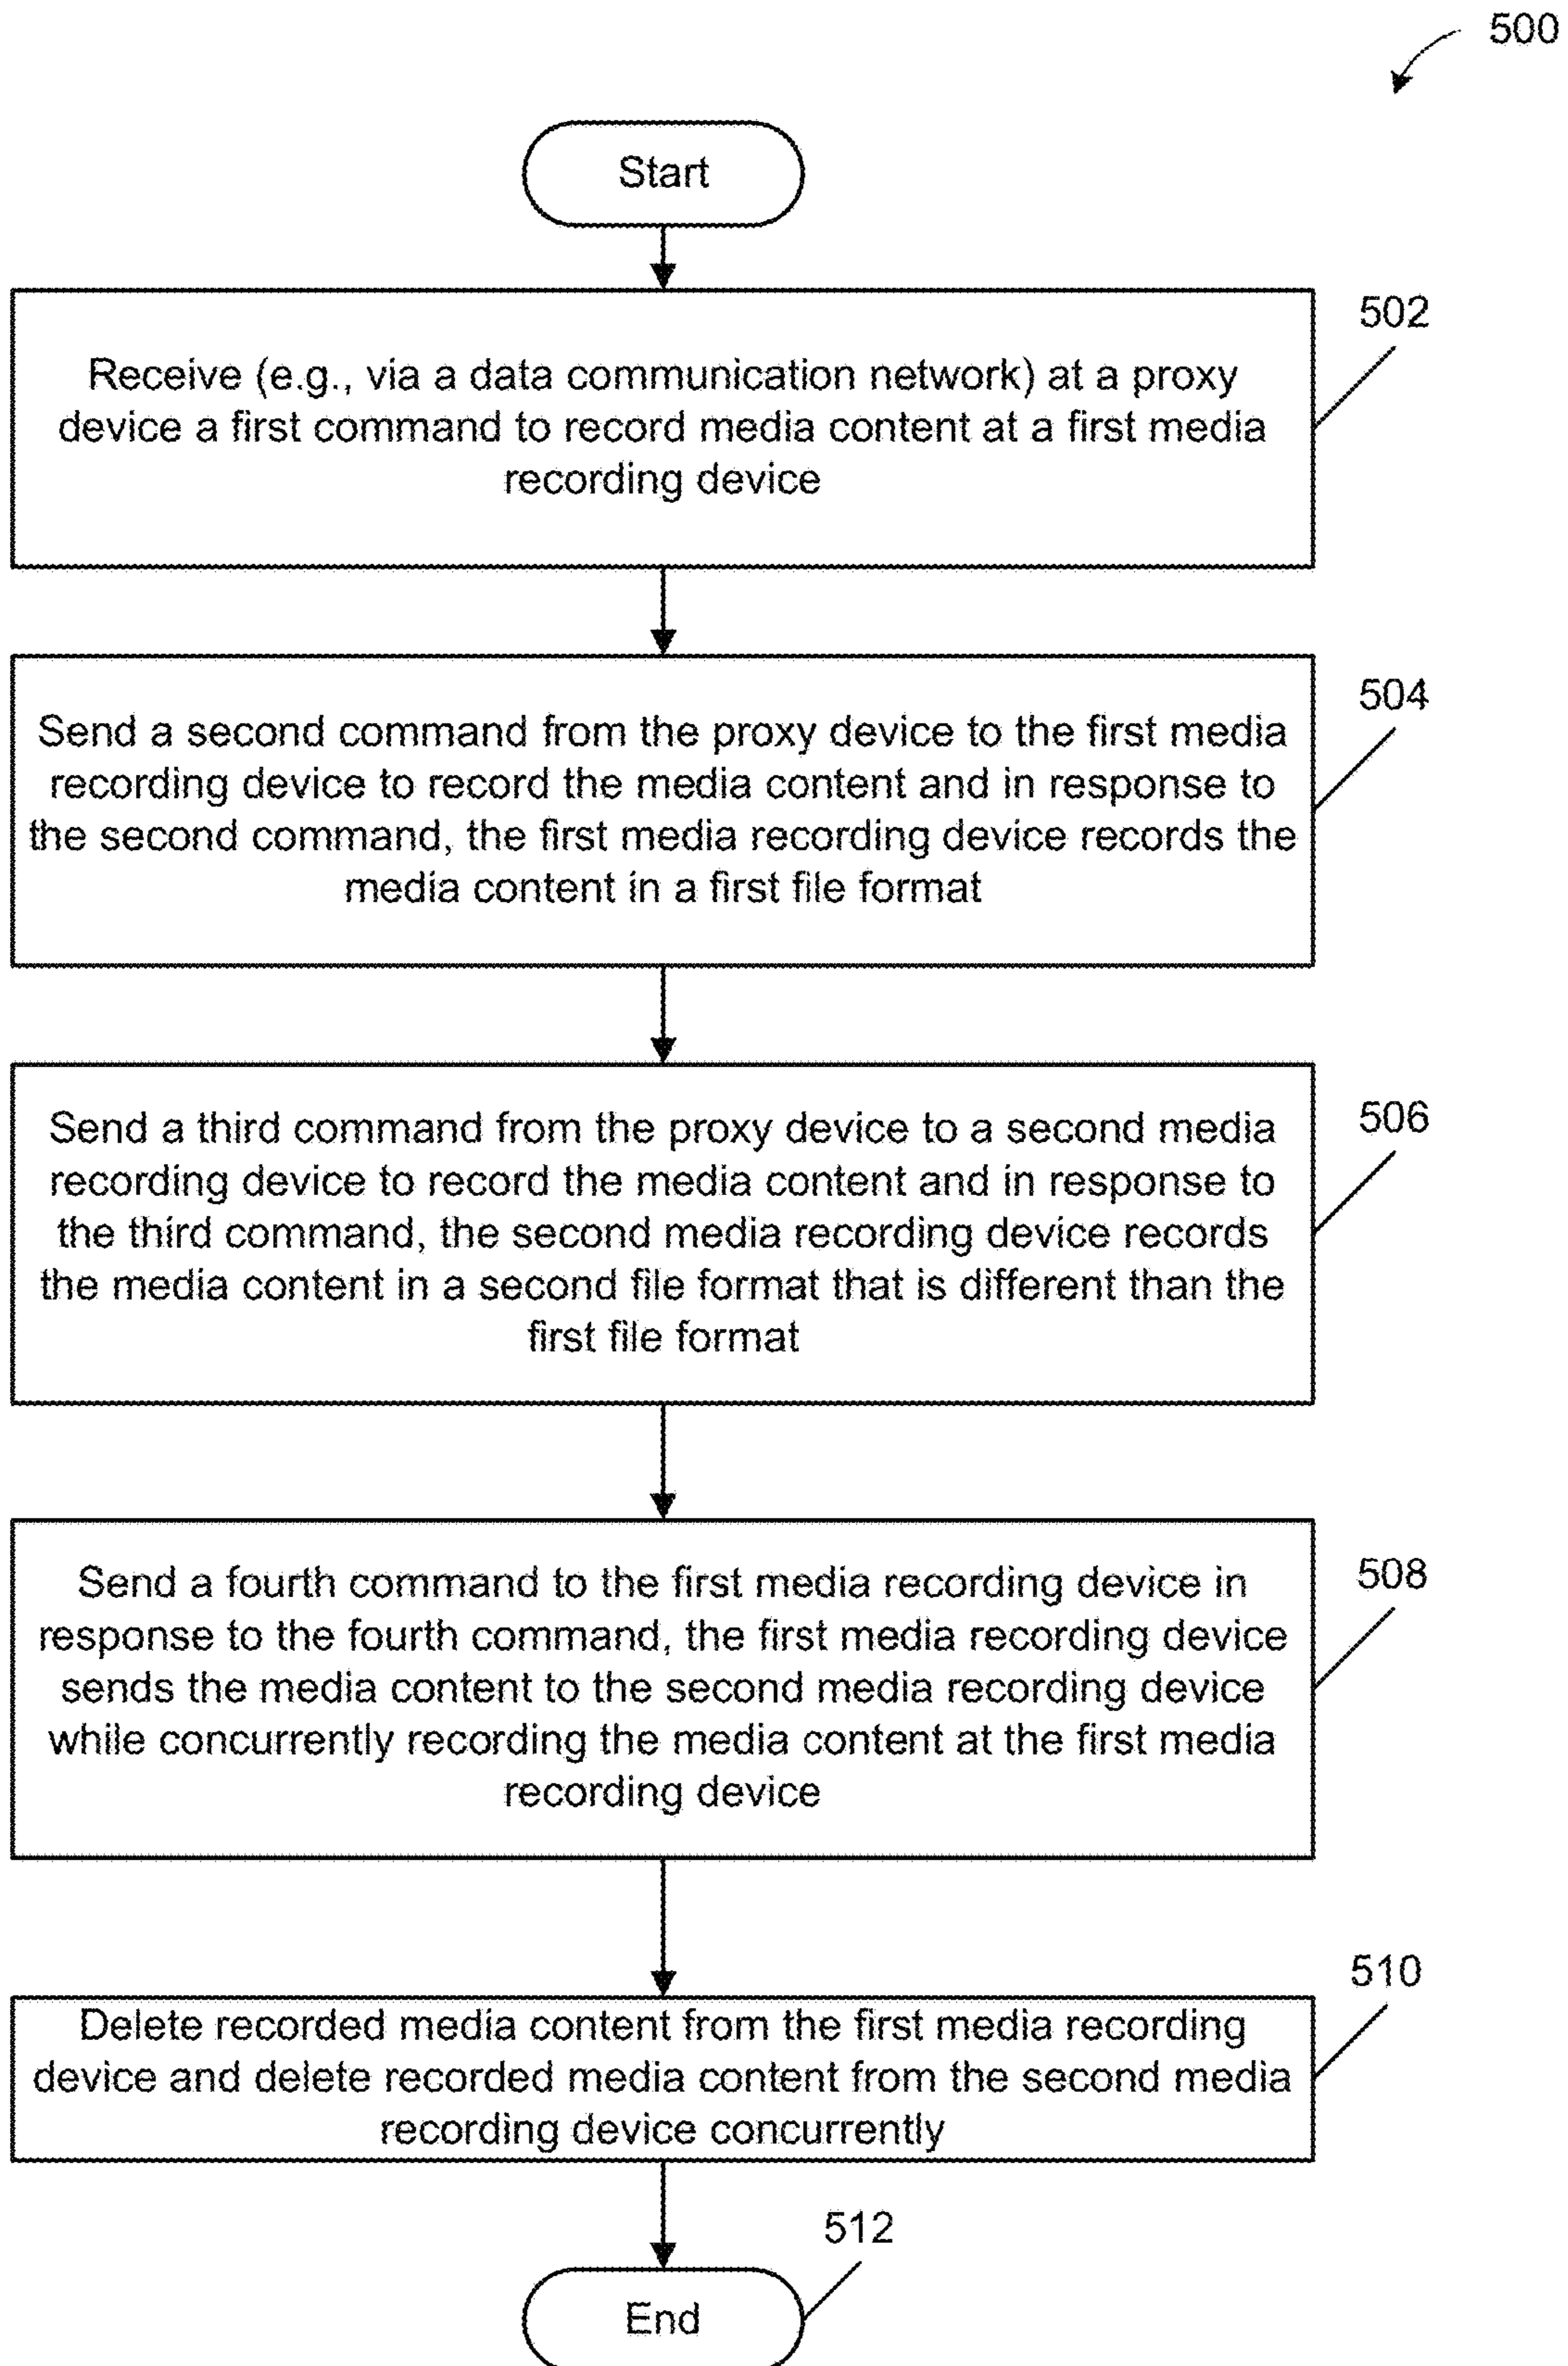 500
Start
502
Receive (e.g., via a data communication network) at a proxy
device a first command to record media content at a first media
recording device
504
Send a second command from the proxy device to the first media
recording device to record the media content and in response to
the second command, the first media recording device records the
media content in a first file format
506
Send a third command from the proxy device to a second media
recording device to record the media content and in response to
the third command, the second media recording device records
the media content in a second file format that is different than the
first file format
508
Send a fourth command to the first media recording device in
response to the fourth command, the first media recording device
sends the media content to the second media recording device
while concurrently recording the media content at the first media
recording device
510
Delete recorded media content from the first media recording
device and delete recorded media content from the second media
recording device concurrently
512
End